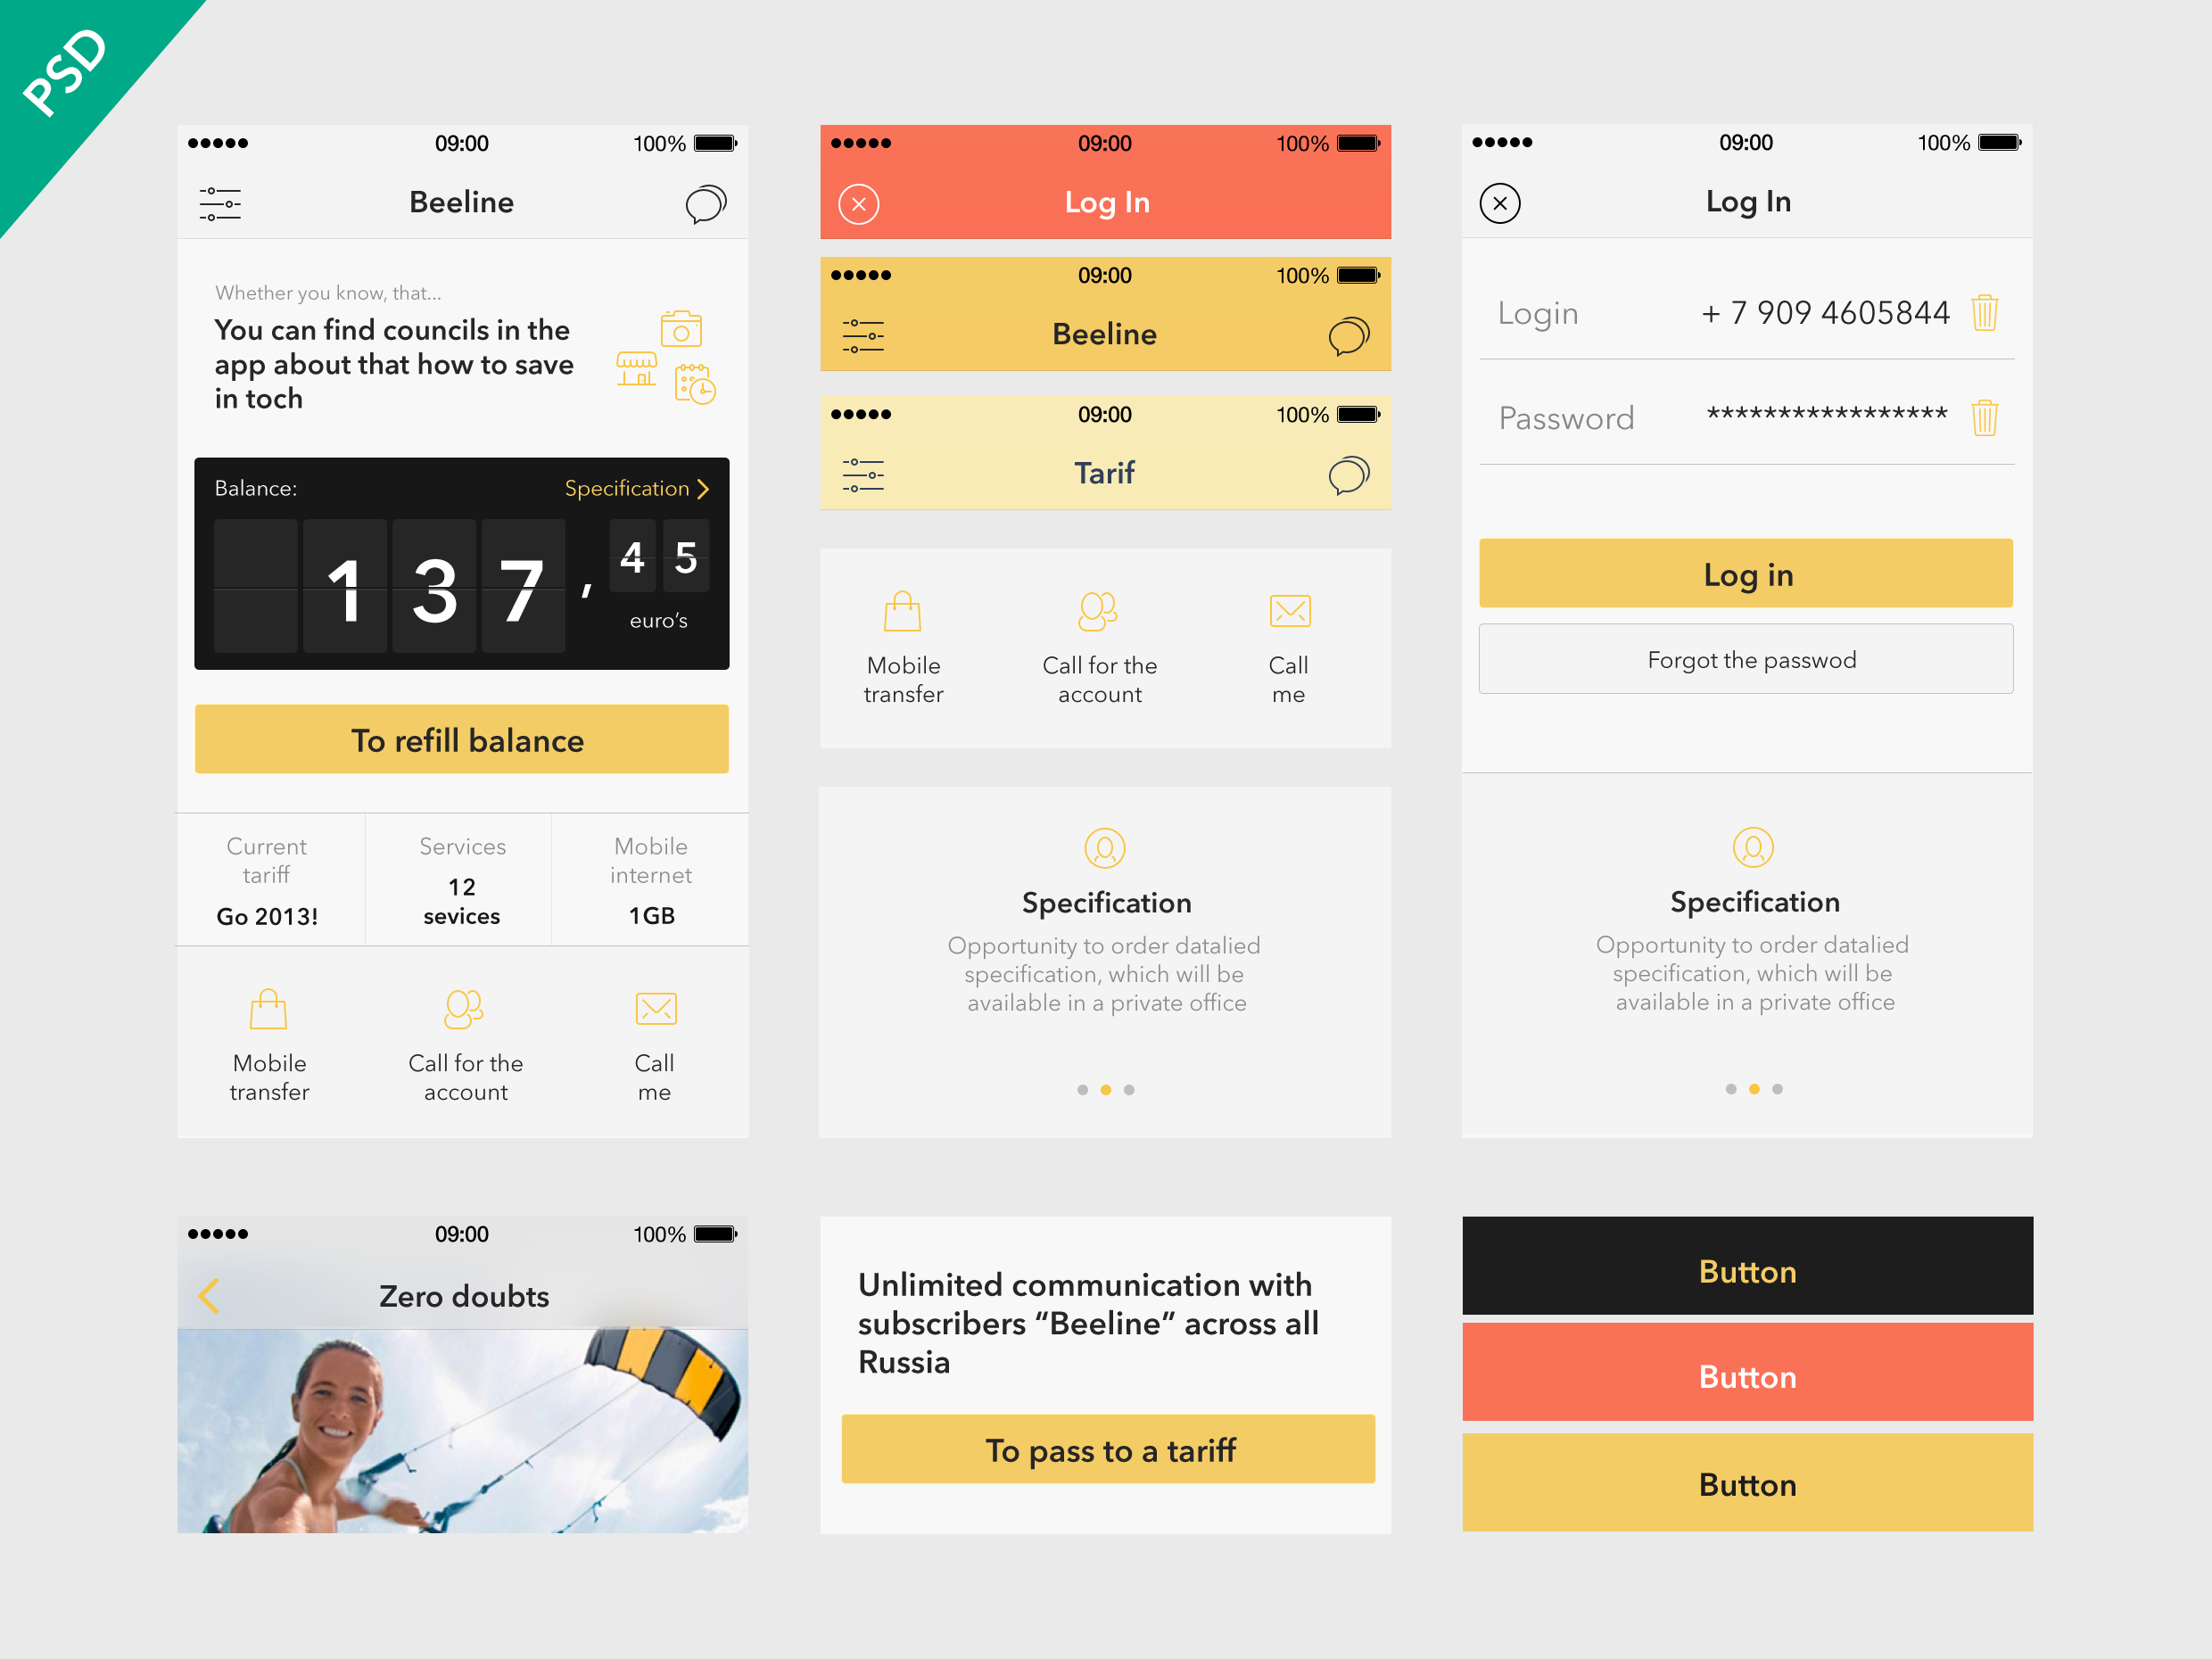 PSD
09:00 100%
Beeline
Whether you know, that...
You can find councils in the
app about that how to save
in toch
Balance: Specification
137,45
euro's
To refill balance
Current
tariff
Go 2013!
Services
12
sevices
Mobile
internet
1GB
Mobile
transfer
Call for the
account
Call
me
09:00 100%
Log In
09:00 100%
Beeline
09:00 100%
Tarif
Mobile
transfer
Call for the
account
Call
me
Specification
Opportunity to order datalied
specification, which will be
available in a private office
09:00 100%
Log In
Login + 7 909 4605844
Password *****************
Log in
Forgot the passwod
Specification
Opportunity to order datalied
specification, which will be
available in a private office
09:00 100%
Zero doubts
Unlimited communication with
subscribers “Beeline” across all
Russia
To pass to a tariff
Button
Button
Button